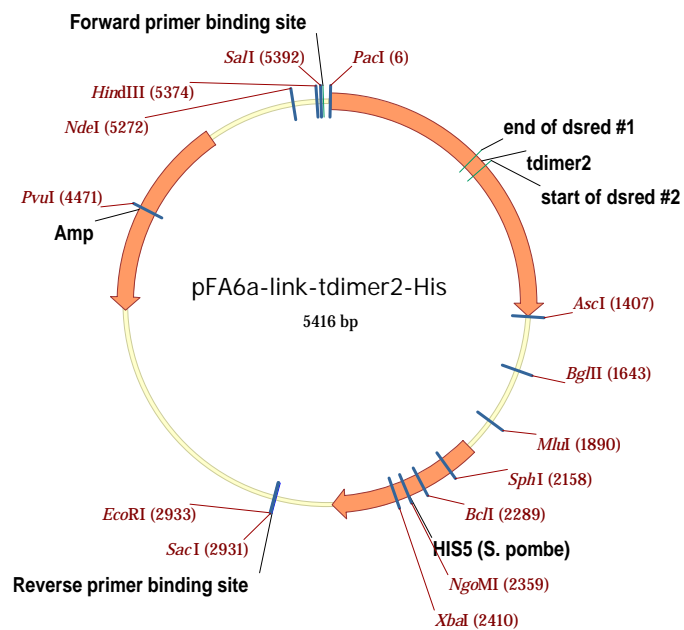 Forward primer binding site
SalI (5392)
PacI (6)
HindIII (5374)
NdeI (5272)
end of dsred #1
tdimer2
start of dsred #2
PvuI (4471)
Amp
pFA6a-link-tdimer2-His
5416 bp
AscI (1407)
BglII (1643)
MluI (1890)
SphI (2158)
BclI (2289)
EcoRI (2933)
SacI (2931)
HIS5 (S. pombe)
Reverse primer binding site
NgoMI (2359)
XbaI (2410)